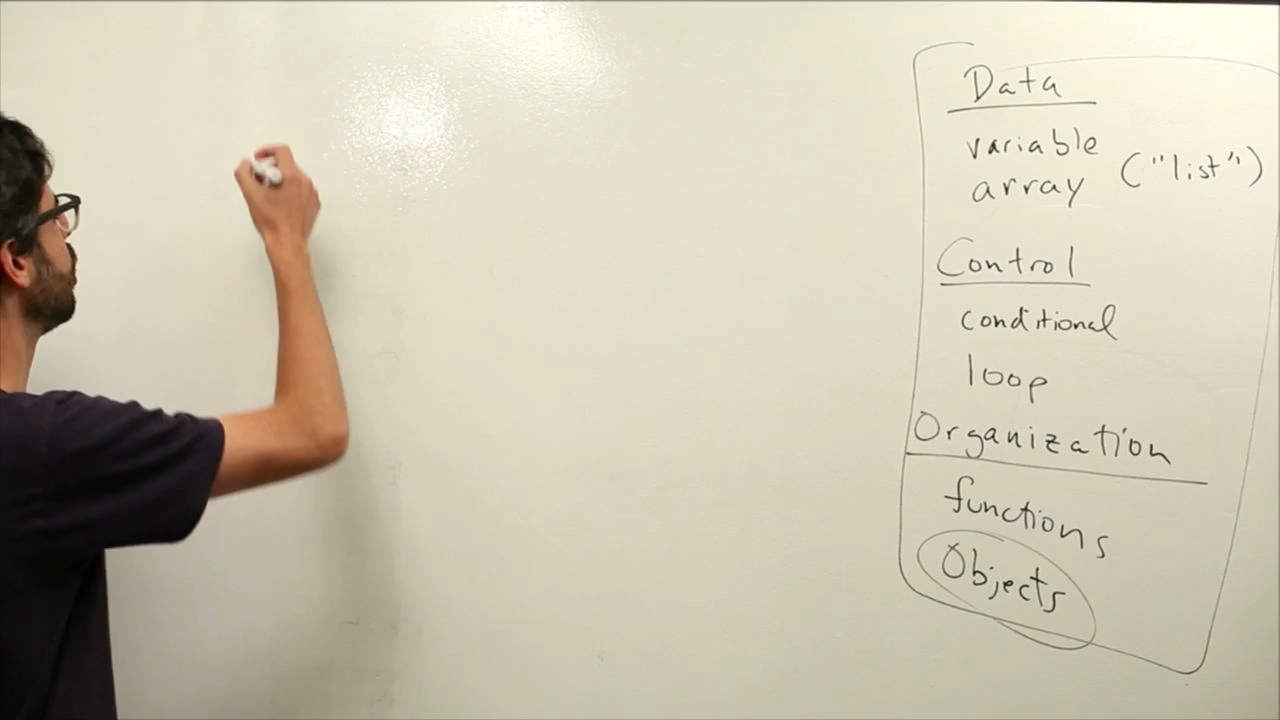 Data
variable
array ("list")
Control
conditional
loop
Organization
functions
Objects